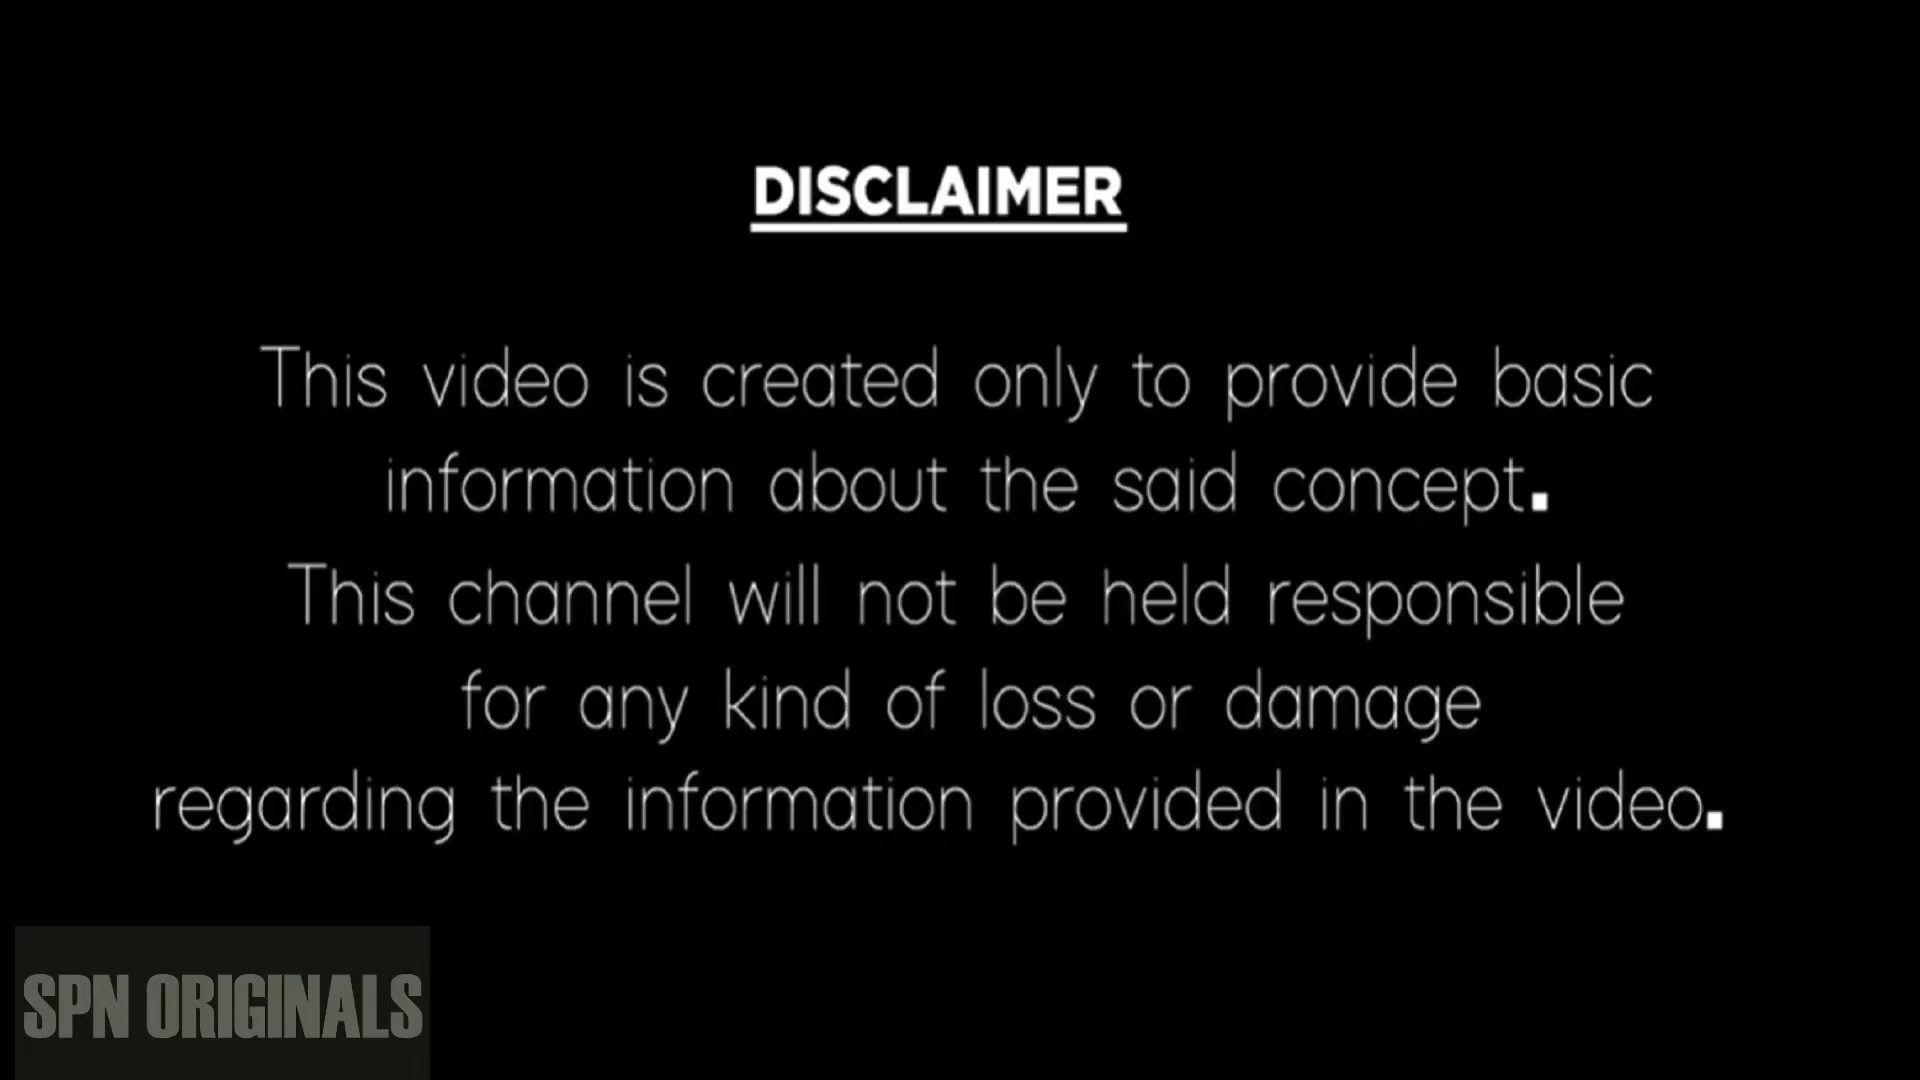 DISCLAIMER
This video is created only to provide basic
information about the said concept.
This channel will not be held responsible
for any kind of loss or damage
regarding the information provided in the video.
SPN ORIGINALS